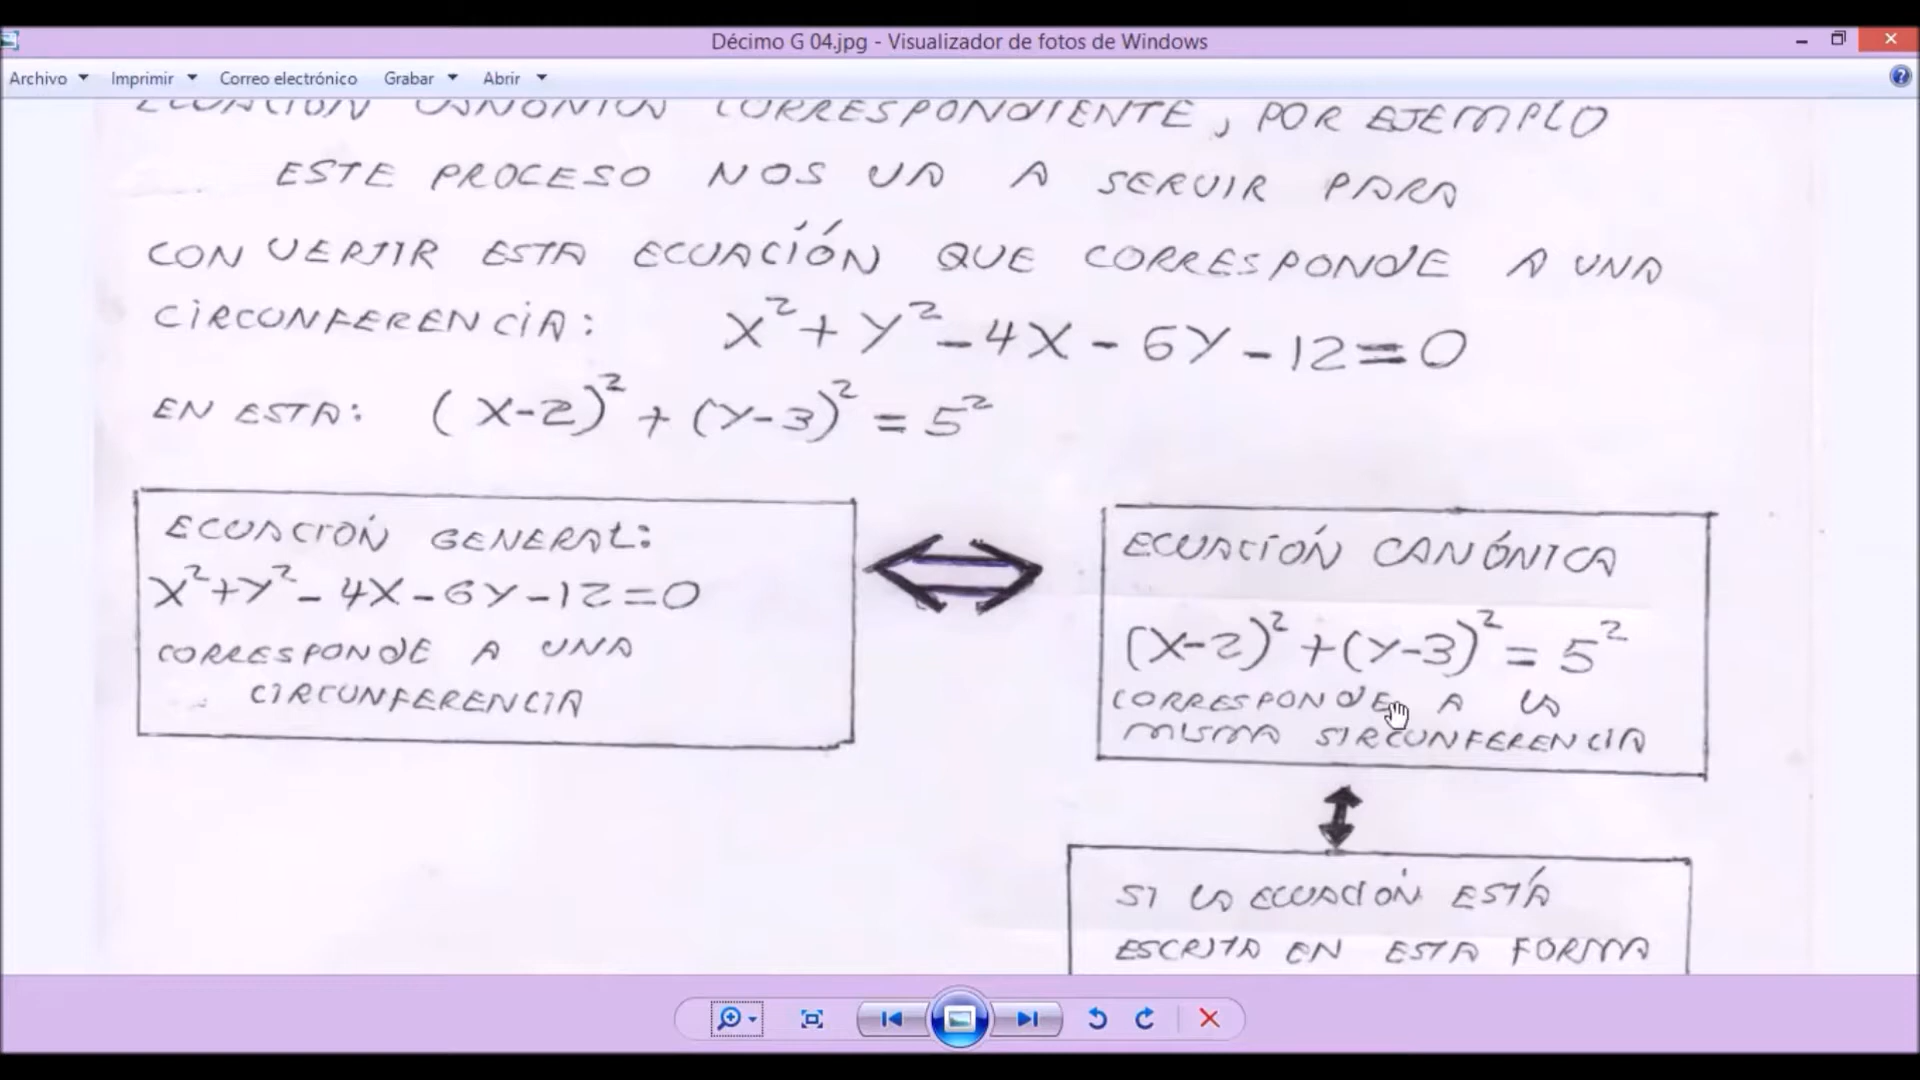 Décimo G 04.jpg - Visualizador de fotos de Windows
Archivo Imprimir Correo electrónico Grabar Abrir
ECUACIÓN CANÓNICA CORRESPONDIENTE, POR EJEMPLO
ESTE PROCESO NOS VA A SERVIR PARA
CONVERTIR ESTA ECUACIÓN QUE CORRESPONDE A UNA
CIRCUNFERENCIA: X²+Y²-4X-6Y-12=0
EN ESTA: (X-2)²+(Y-3)²=5²
ECUACIÓN GENERAL:
X²+Y²-4X-6Y-12=0
CORRESPONDE A UNA
CIRCUNFERENCIA
ECUACIÓN CANÓNICA
(X-2)²+(Y-3)²=5²
CORRESPONDE A LA
MISMA SIRCUNFERENCIA
SI LA ECUACIÓN ESTÁ
ESCRITA EN ESTA FORMA